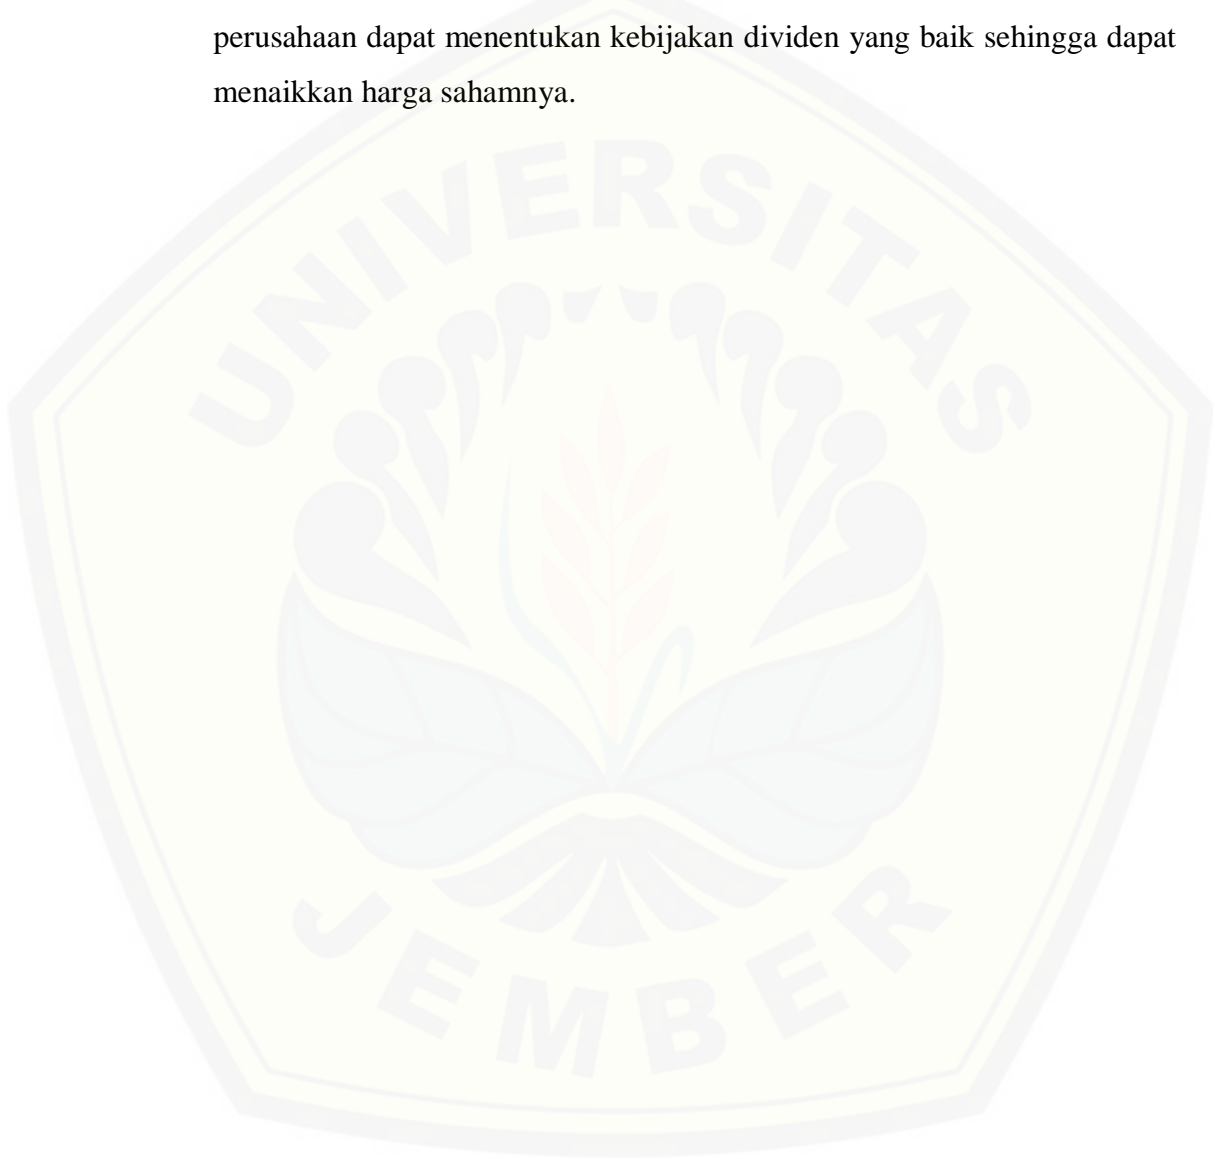 perusahaan dapat menentukan kebijakan dividen yang baik sehingga dapat
menaikkan harga sahamnya.
UNIVERSITAS
JEMBER